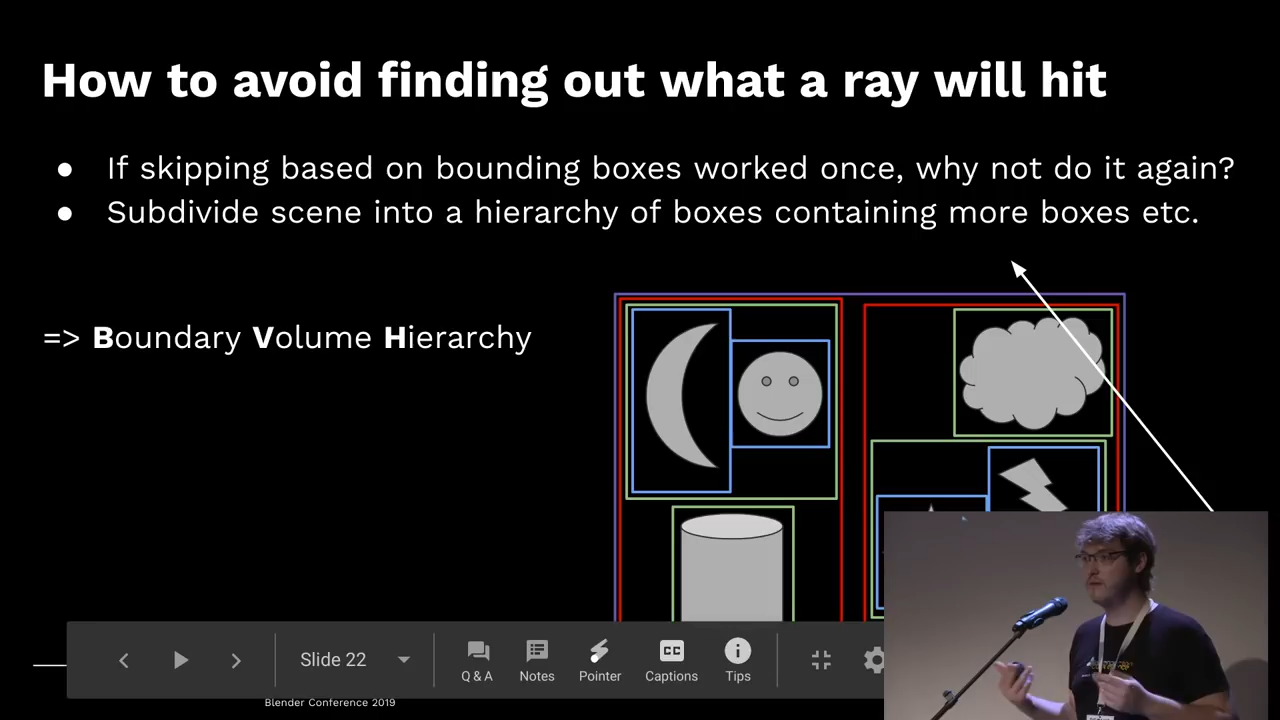 How to avoid finding out what a ray will hit
● If skipping based on bounding boxes worked once, why not do it again?
● Subdivide scene into a hierarchy of boxes containing more boxes etc.
=> Boundary Volume Hierarchy
Slide 22
Q & A Notes Pointer Captions Tips
CC
Blender Conference 2019